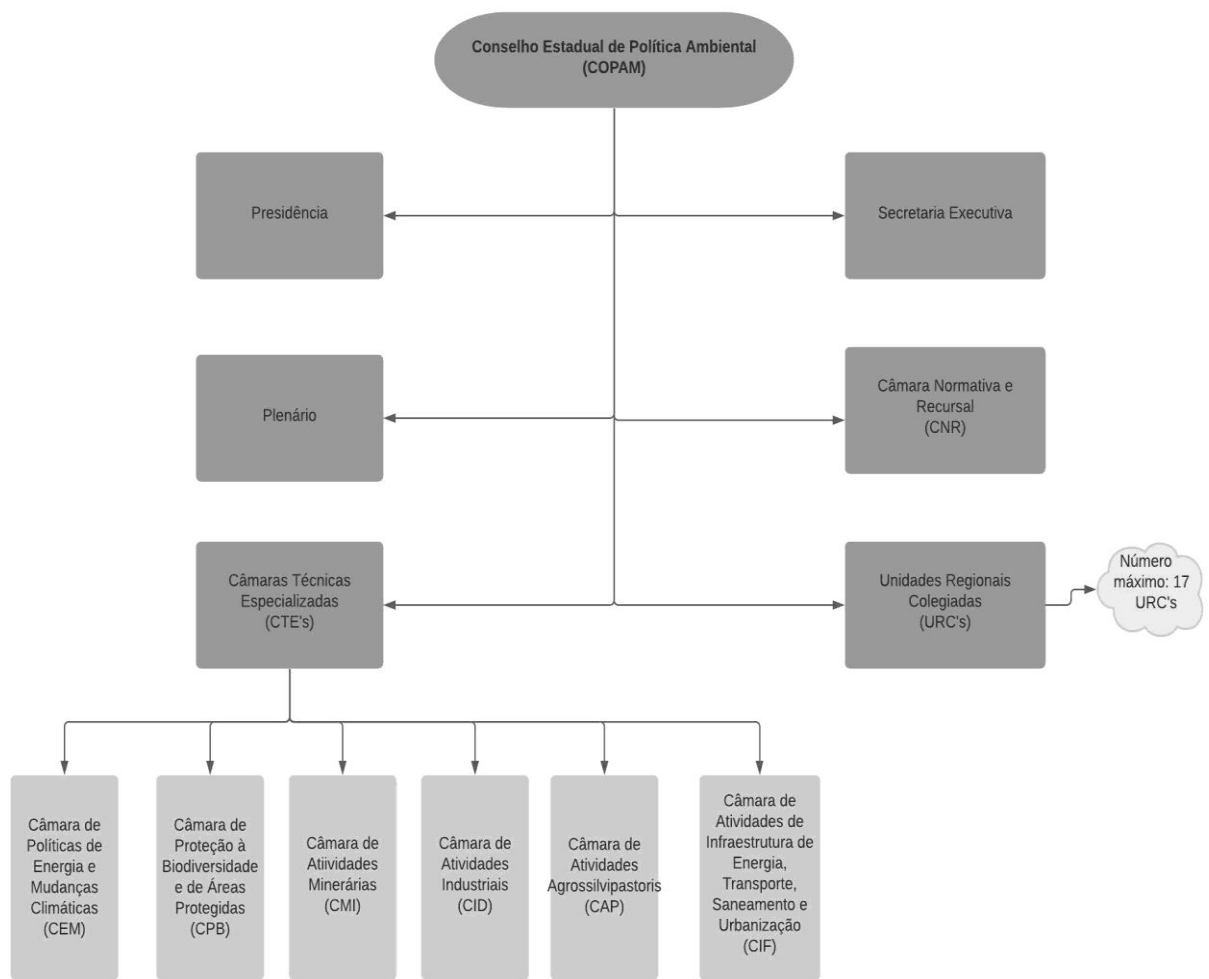 Conselho Estadual de Política Ambiental
(COPAM)
Presidência
Secretaria Executiva
Plenário
Câmara Normativa e
Recursal
(CNR)
Câmaras Técnicas
Especializadas
(CTE's)
Unidades Regionais
Colegiadas
(URC's)
Número
máximo: 17
URC's
Câmara de
Políticas de
Energia e
Mudanças
Climáticas
(CEM)
Câmara de
Proteção à
Biodiversidade
e de Áreas
Protegidas
(CPB)
Câmara de
Atiividades
Minerárias
(CMI)
Câmara de
Atividades
Industriais
(CID)
Câmara de
Atividades
Agrossilvipastoris
(CAP)
Câmara de
Atividades de
Infraestrutura de
Energia,
Transporte,
Saneamento e
Urbanização
(CIF)